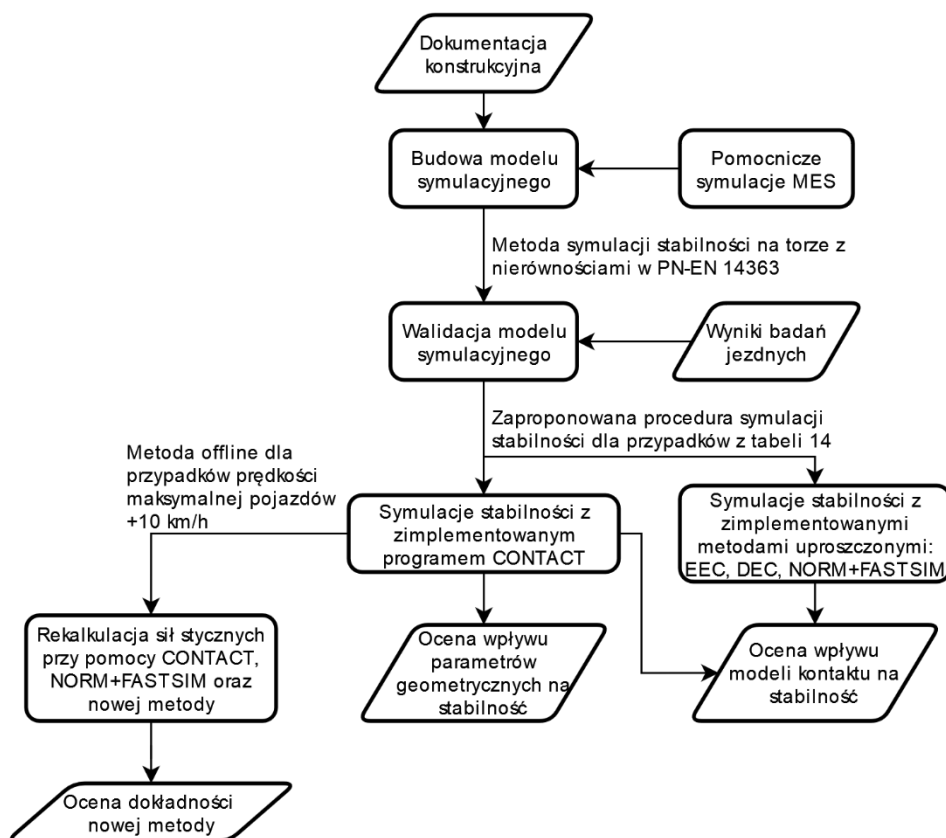 Dokumentacja
konstrukcyjna
Budowa modelu
symulacyjnego
Pomocnicze
symulacje MES
Metoda symulacji stabilności na torze z
nierównościami w PN-EN 14363
Walidacja modelu
symulacyjnego
Wyniki badań
jezdnych
Zaproponowana procedura symulacji
stabilności dla przypadków z tabeli 14
Metoda offline dla
przypadków prędkości
maksymalnej pojazdów
+10 km/h
Symulacje stabilności z
zimplementowanym
programem CONTACT
Symulacje stabilności z
zimplementowanymi
metodami uproszczonymi:
EEC, DEC, NORM+FASTSIM
Rekalkulacja sił stycznych
przy pomocy CONTACT,
NORM+FASTSIM oraz
nowej metody
Ocena wpływu
parametrów
geometrycznych na
stabilność
Ocena wpływu
modeli kontaktu na
stabilność
Ocena dokładności
nowej metody